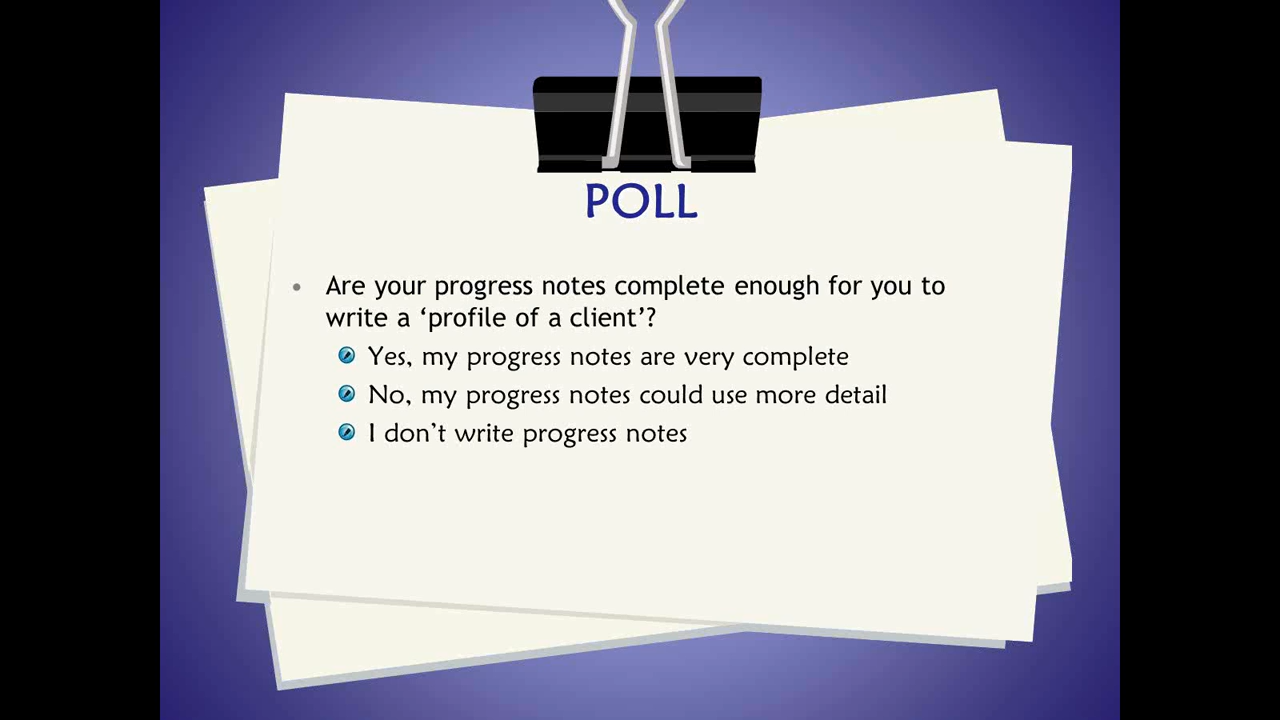 POLL
Are your progress notes complete enough for you to
write a ‘profile of a client’?
Yes, my progress notes are very complete
No, my progress notes could use more detail
I don’t write progress notes